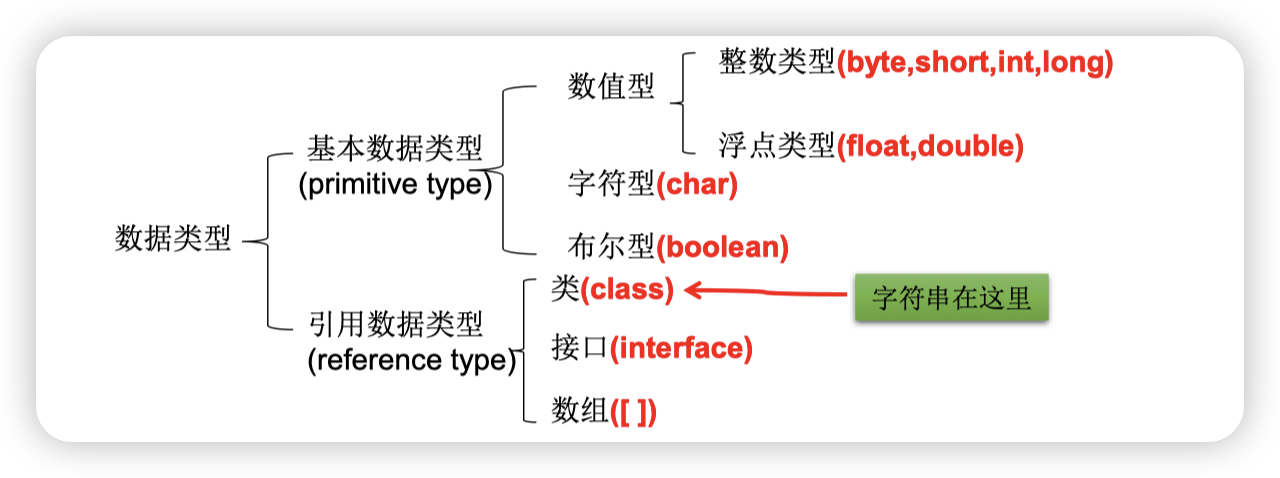 数据类型
基本数据类型
(primitive type)
数值型
整数类型(byte,short,int,long)
浮点类型(float,double)
字符型(char)
布尔型(boolean)
引用数据类型
(reference type)
类(class)
字符串在这里
接口(interface)
数组([ ])